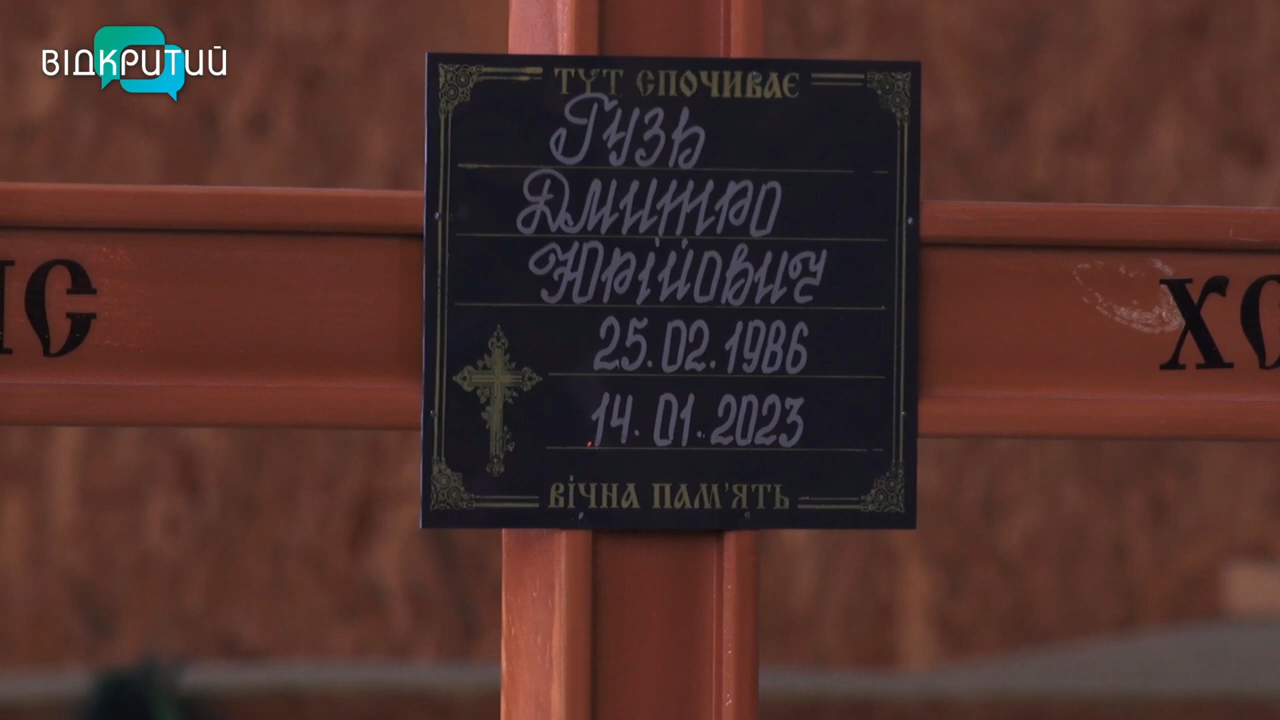 ВІДКРИТИЙ
ТУТ СПОЧИВАЄ
Гузь
Дмитро
Юрійович
ІС
ХС
25.02.1986
14.01.2023
ВІЧНА ПАМ'ЯТЬ